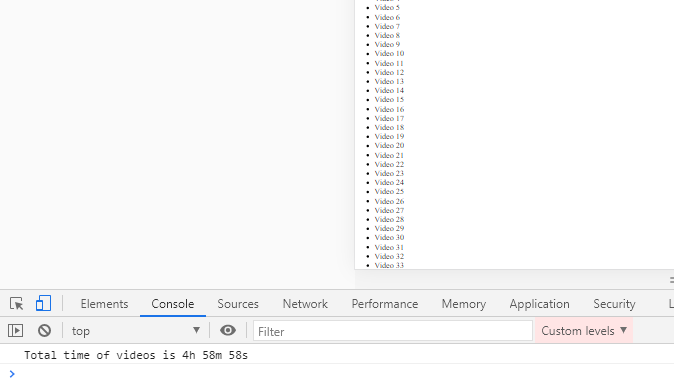 Video 5
Video 6
Video 7
Video 8
Video 9
Video 10
Video 11
Video 12
Video 13
Video 14
Video 15
Video 16
Video 17
Video 18
Video 19
Video 20
Video 21
Video 22
Video 23
Video 24
Video 25
Video 26
Video 27
Video 28
Video 29
Video 30
Video 31
Video 32
Video 33
Elements Console Sources Network Performance Memory Application Security L
top Filter Custom levels
Total time of videos is 4h 58m 58s